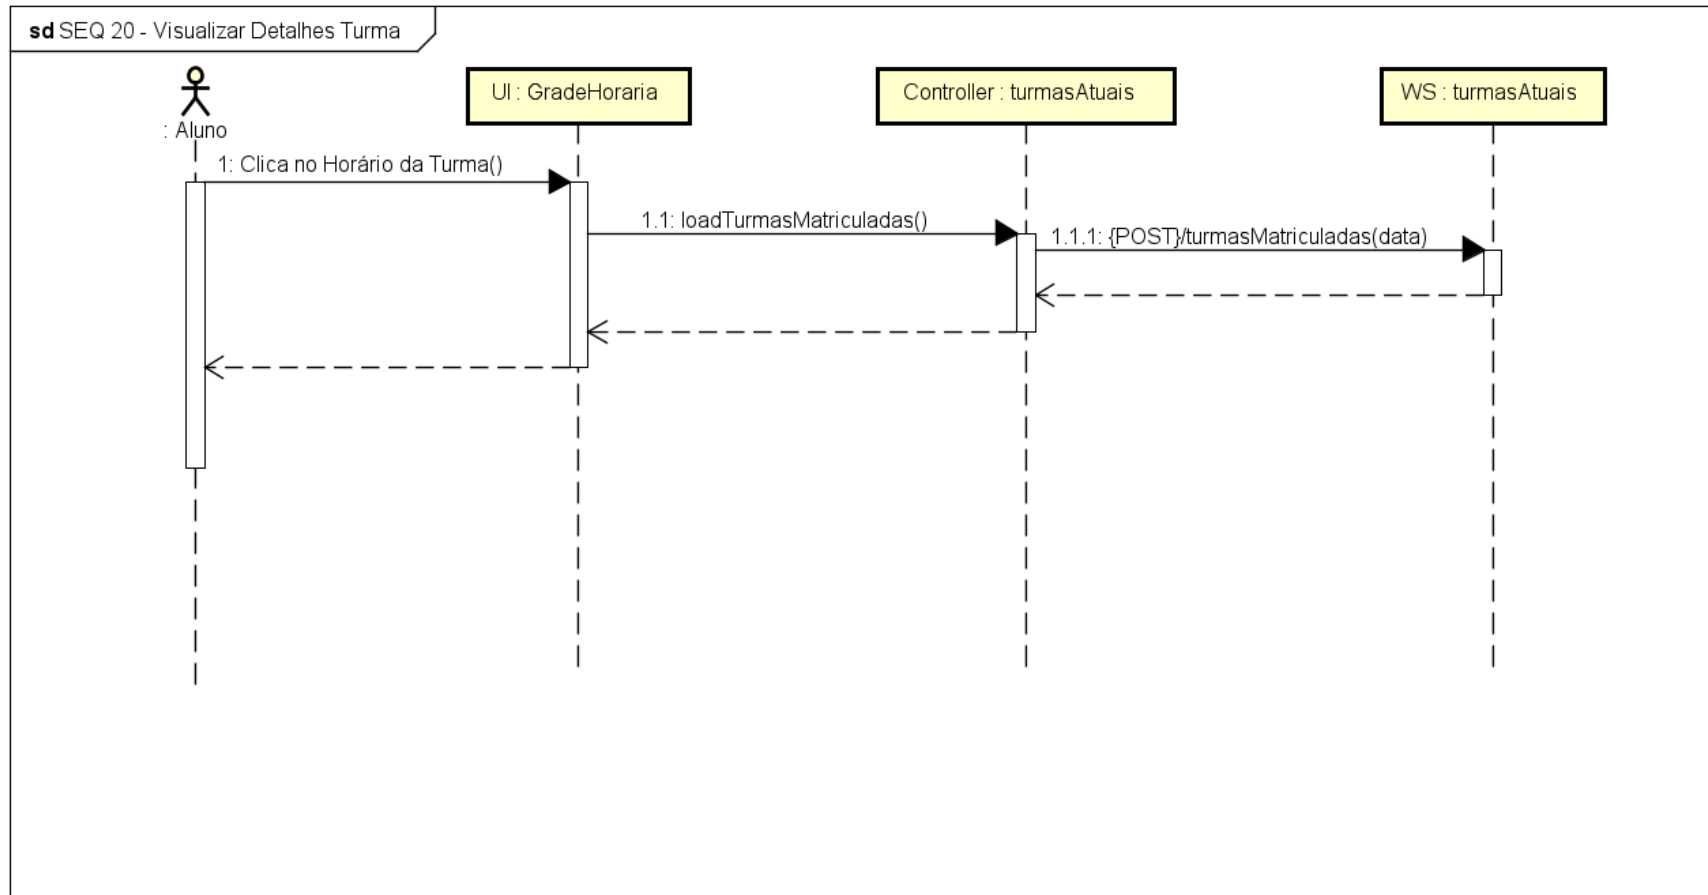 sd SEQ 20 - Visualizar Detalhes Turma
: Aluno
UI : GradeHoraria
Controller : turmasAtuais
WS : turmasAtuais
1: Clica no Horário da Turma()
1.1: loadTurmasMatriculadas()
1.1.1: {POST}/turmasMatriculadas(data)